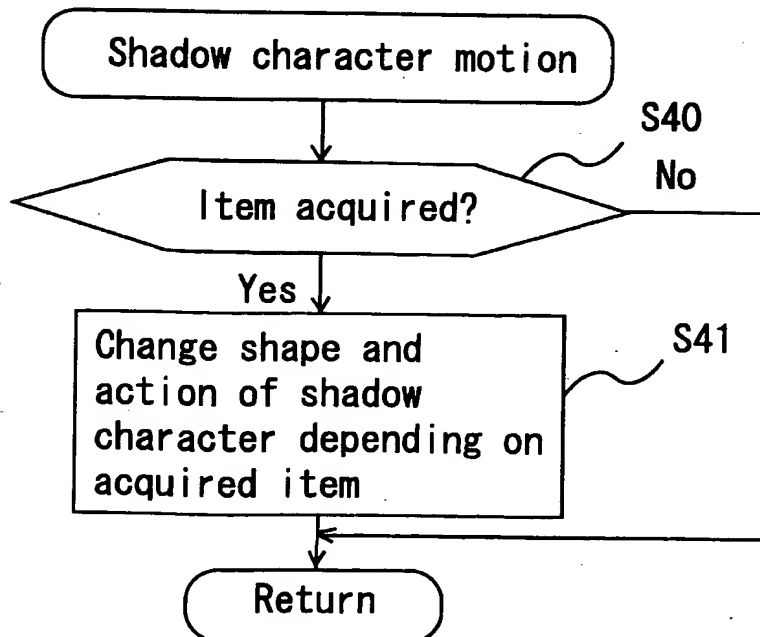 Shadow character motion
S40
No
Item acquired?
Yes
S41
Change shape and
action of shadow
character depending on
acquired item
Return